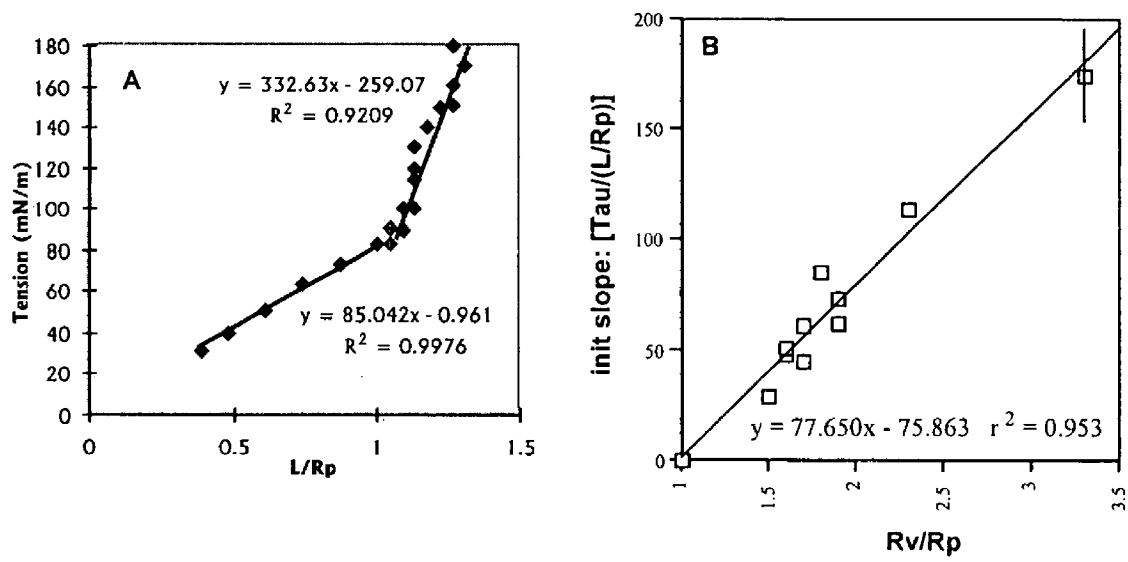 A
y = 332.63x - 259.07
R² = 0.9209
y = 85.042x - 0.961
R² = 0.9976
Tension (mN/m)
180
160
140
120
100
80
60
40
20
0
0
0.5
1
1.5
L/Rp
B
init slope: [Tau/(L/Rp)]
200
150
100
50
0
y = 77.650x - 75.863 r² = 0.953
1
1.5
2
2.5
3
3.5
Rv/Rp